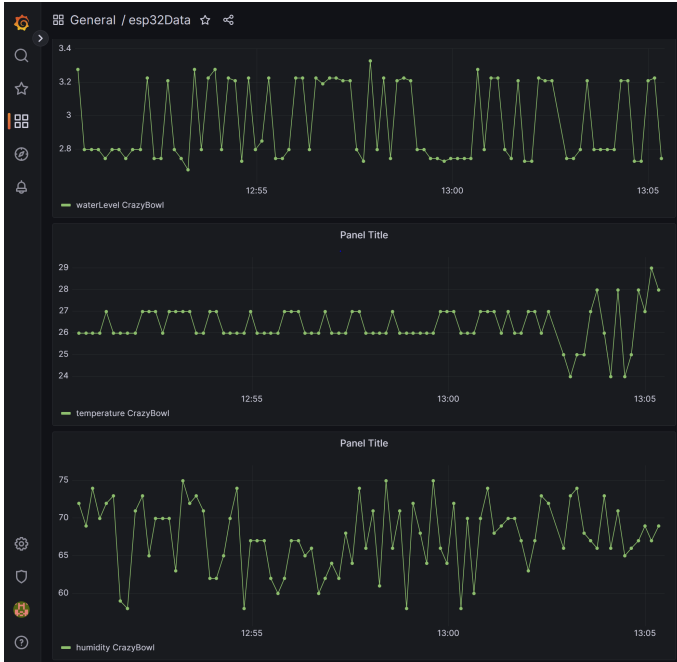 General / esp32Data
3.4
3.2
3
2.8
12:55 13:00 13:05
waterLevel CrazyBowl
Panel Title
29
28
27
26
25
24
12:55 13:00 13:05
temperature CrazyBowl
Panel Title
75
70
65
60
12:55 13:00 13:05
humidity CrazyBowl